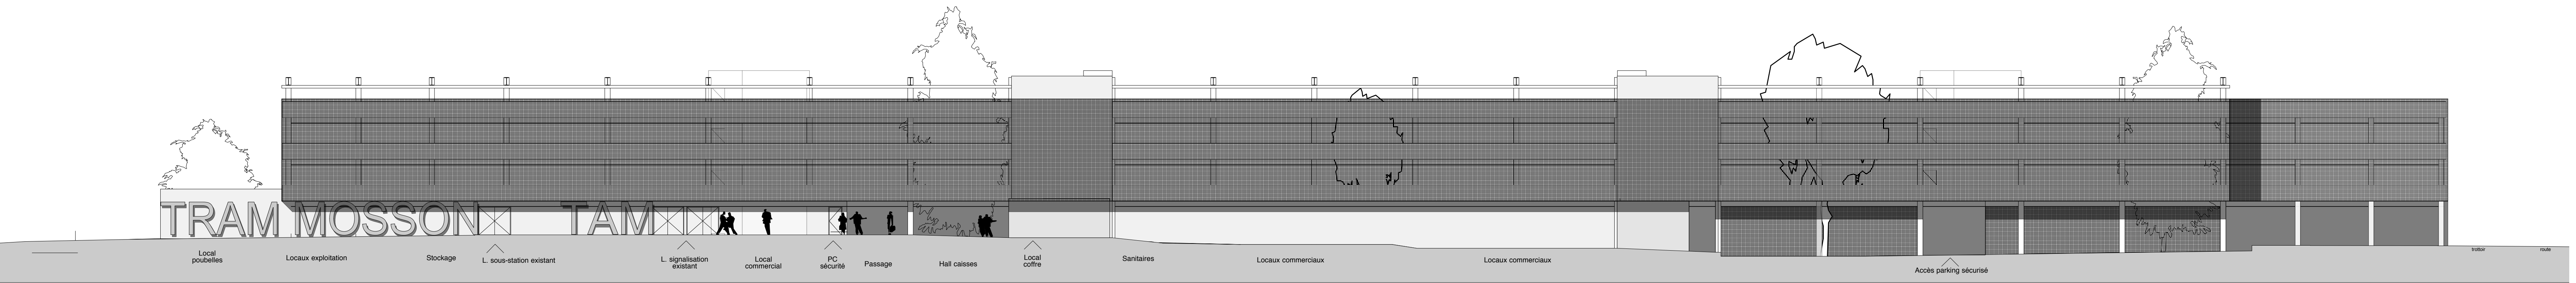 TRAM MOSSON TAM
Local
poubelles
Locaux exploitation
Stockage
L. sous-station existant
L. signalisation
existant
Local
commercial
PC
sécurité
Passage
Hall caisses
Local
coffre
Sanitaires
Locaux commerciaux
Locaux commerciaux
Accès parking sécurisé
trottoir
route